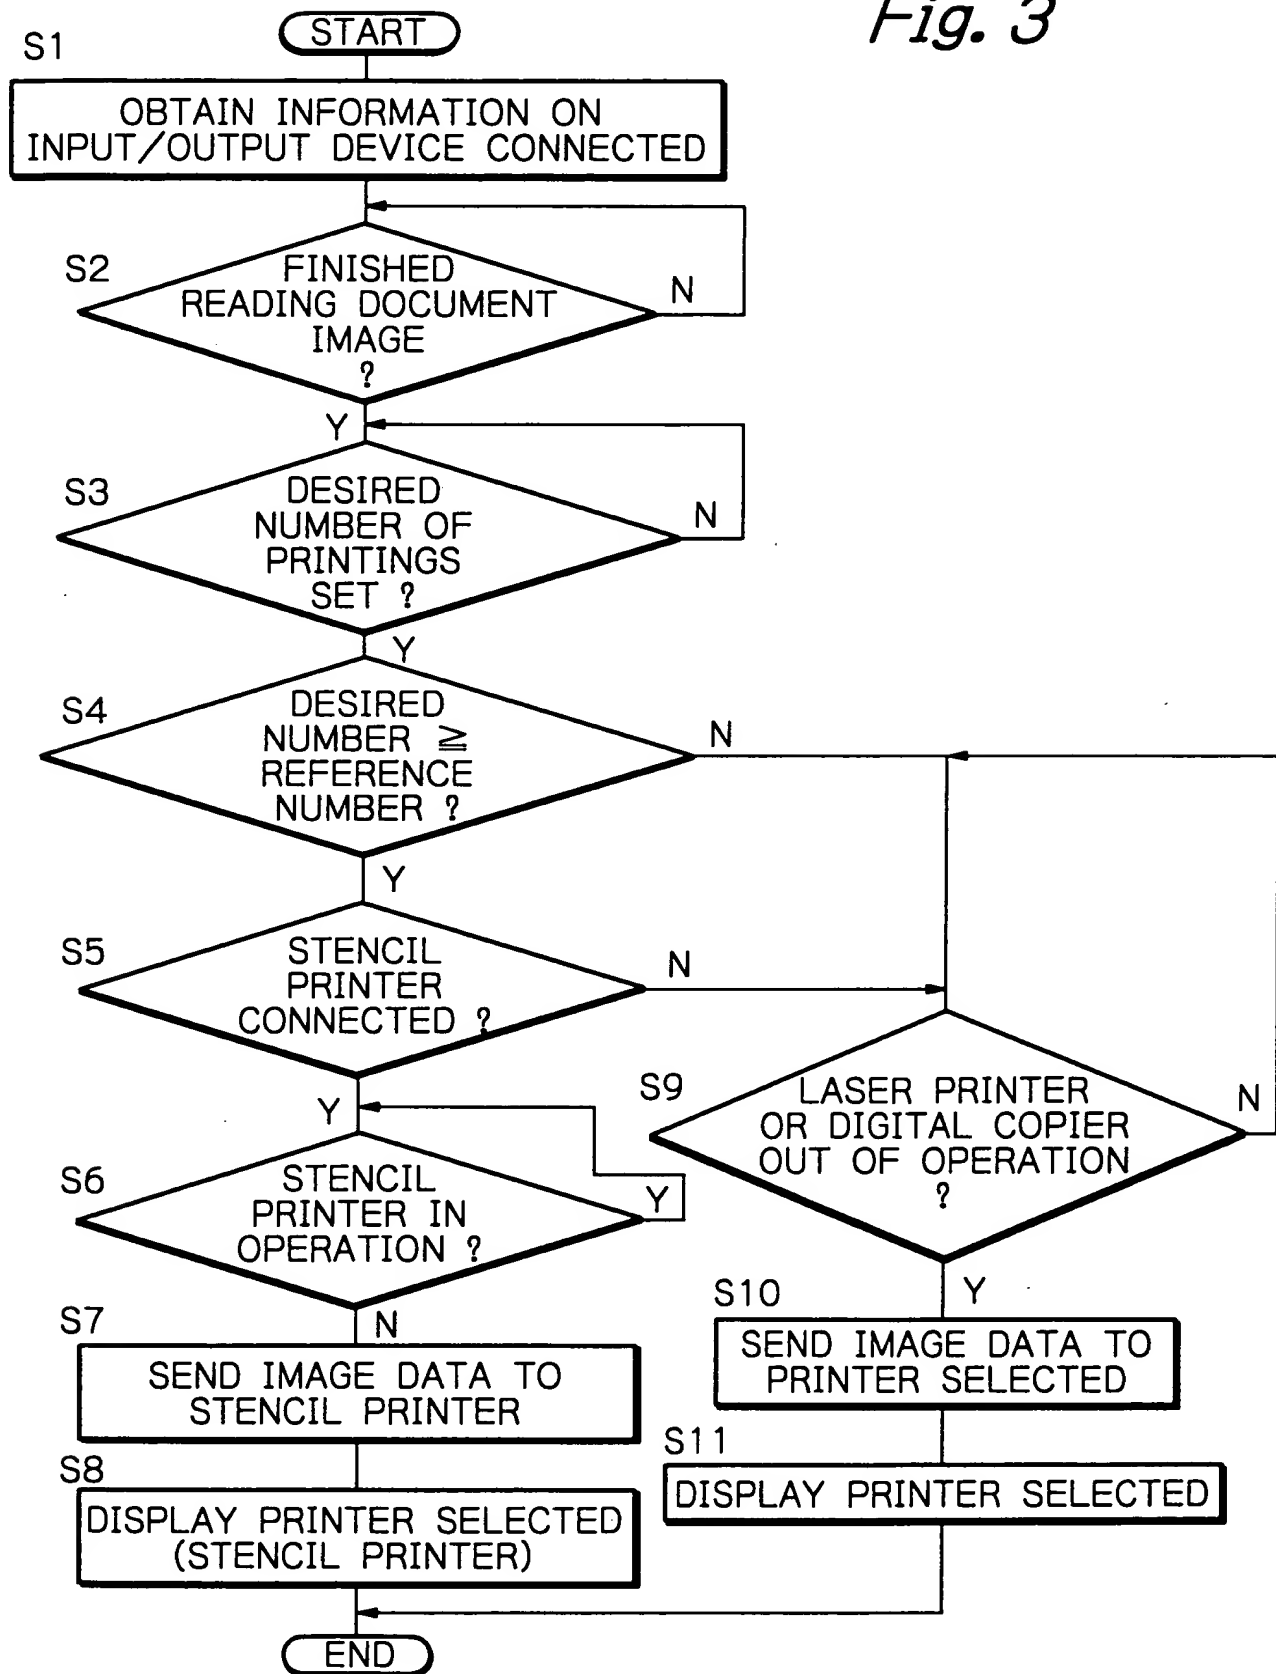 Fig. 3
START
S1
OBTAIN INFORMATION ON
INPUT/OUTPUT DEVICE CONNECTED
S2
FINISHED
READING DOCUMENT
IMAGE
?
N
Y
S3
DESIRED
NUMBER OF
PRINTINGS
SET ?
N
Y
S4
DESIRED
NUMBER ≧
REFERENCE
NUMBER ?
N
Y
S5
STENCIL
PRINTER
CONNECTED ?
N
Y
S6
STENCIL
PRINTER IN
OPERATION ?
Y
N
S7
SEND IMAGE DATA TO
STENCIL PRINTER
S8
DISPLAY PRINTER SELECTED
(STENCIL PRINTER)
S9
LASER PRINTER
OR DIGITAL COPIER
OUT OF OPERATION
?
N
Y
S10
SEND IMAGE DATA TO
PRINTER SELECTED
S11
DISPLAY PRINTER SELECTED
END